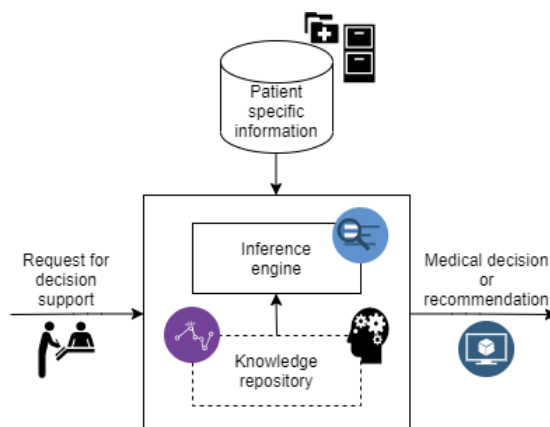 Patient
specific
information
Inference
engine
Request for
decision
support
Medical decision
or
recommendation
Knowledge
repository